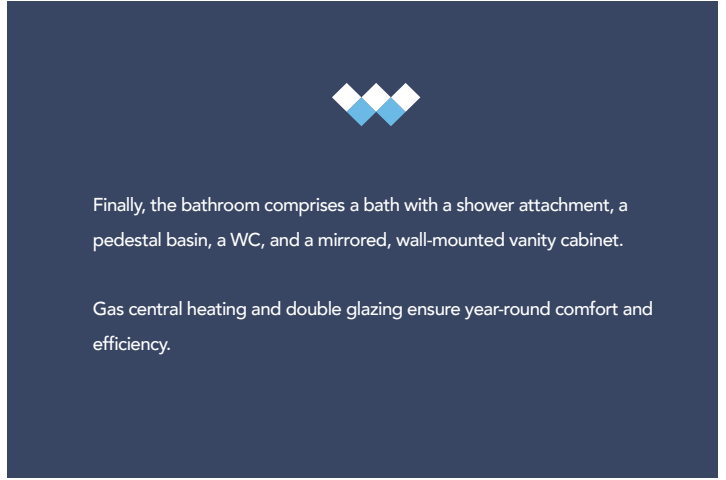 Finally, the bathroom comprises a bath with a shower attachment, a
pedestal basin, a WC, and a mirrored, wall-mounted vanity cabinet.
Gas central heating and double glazing ensure year-round comfort and
efficiency.